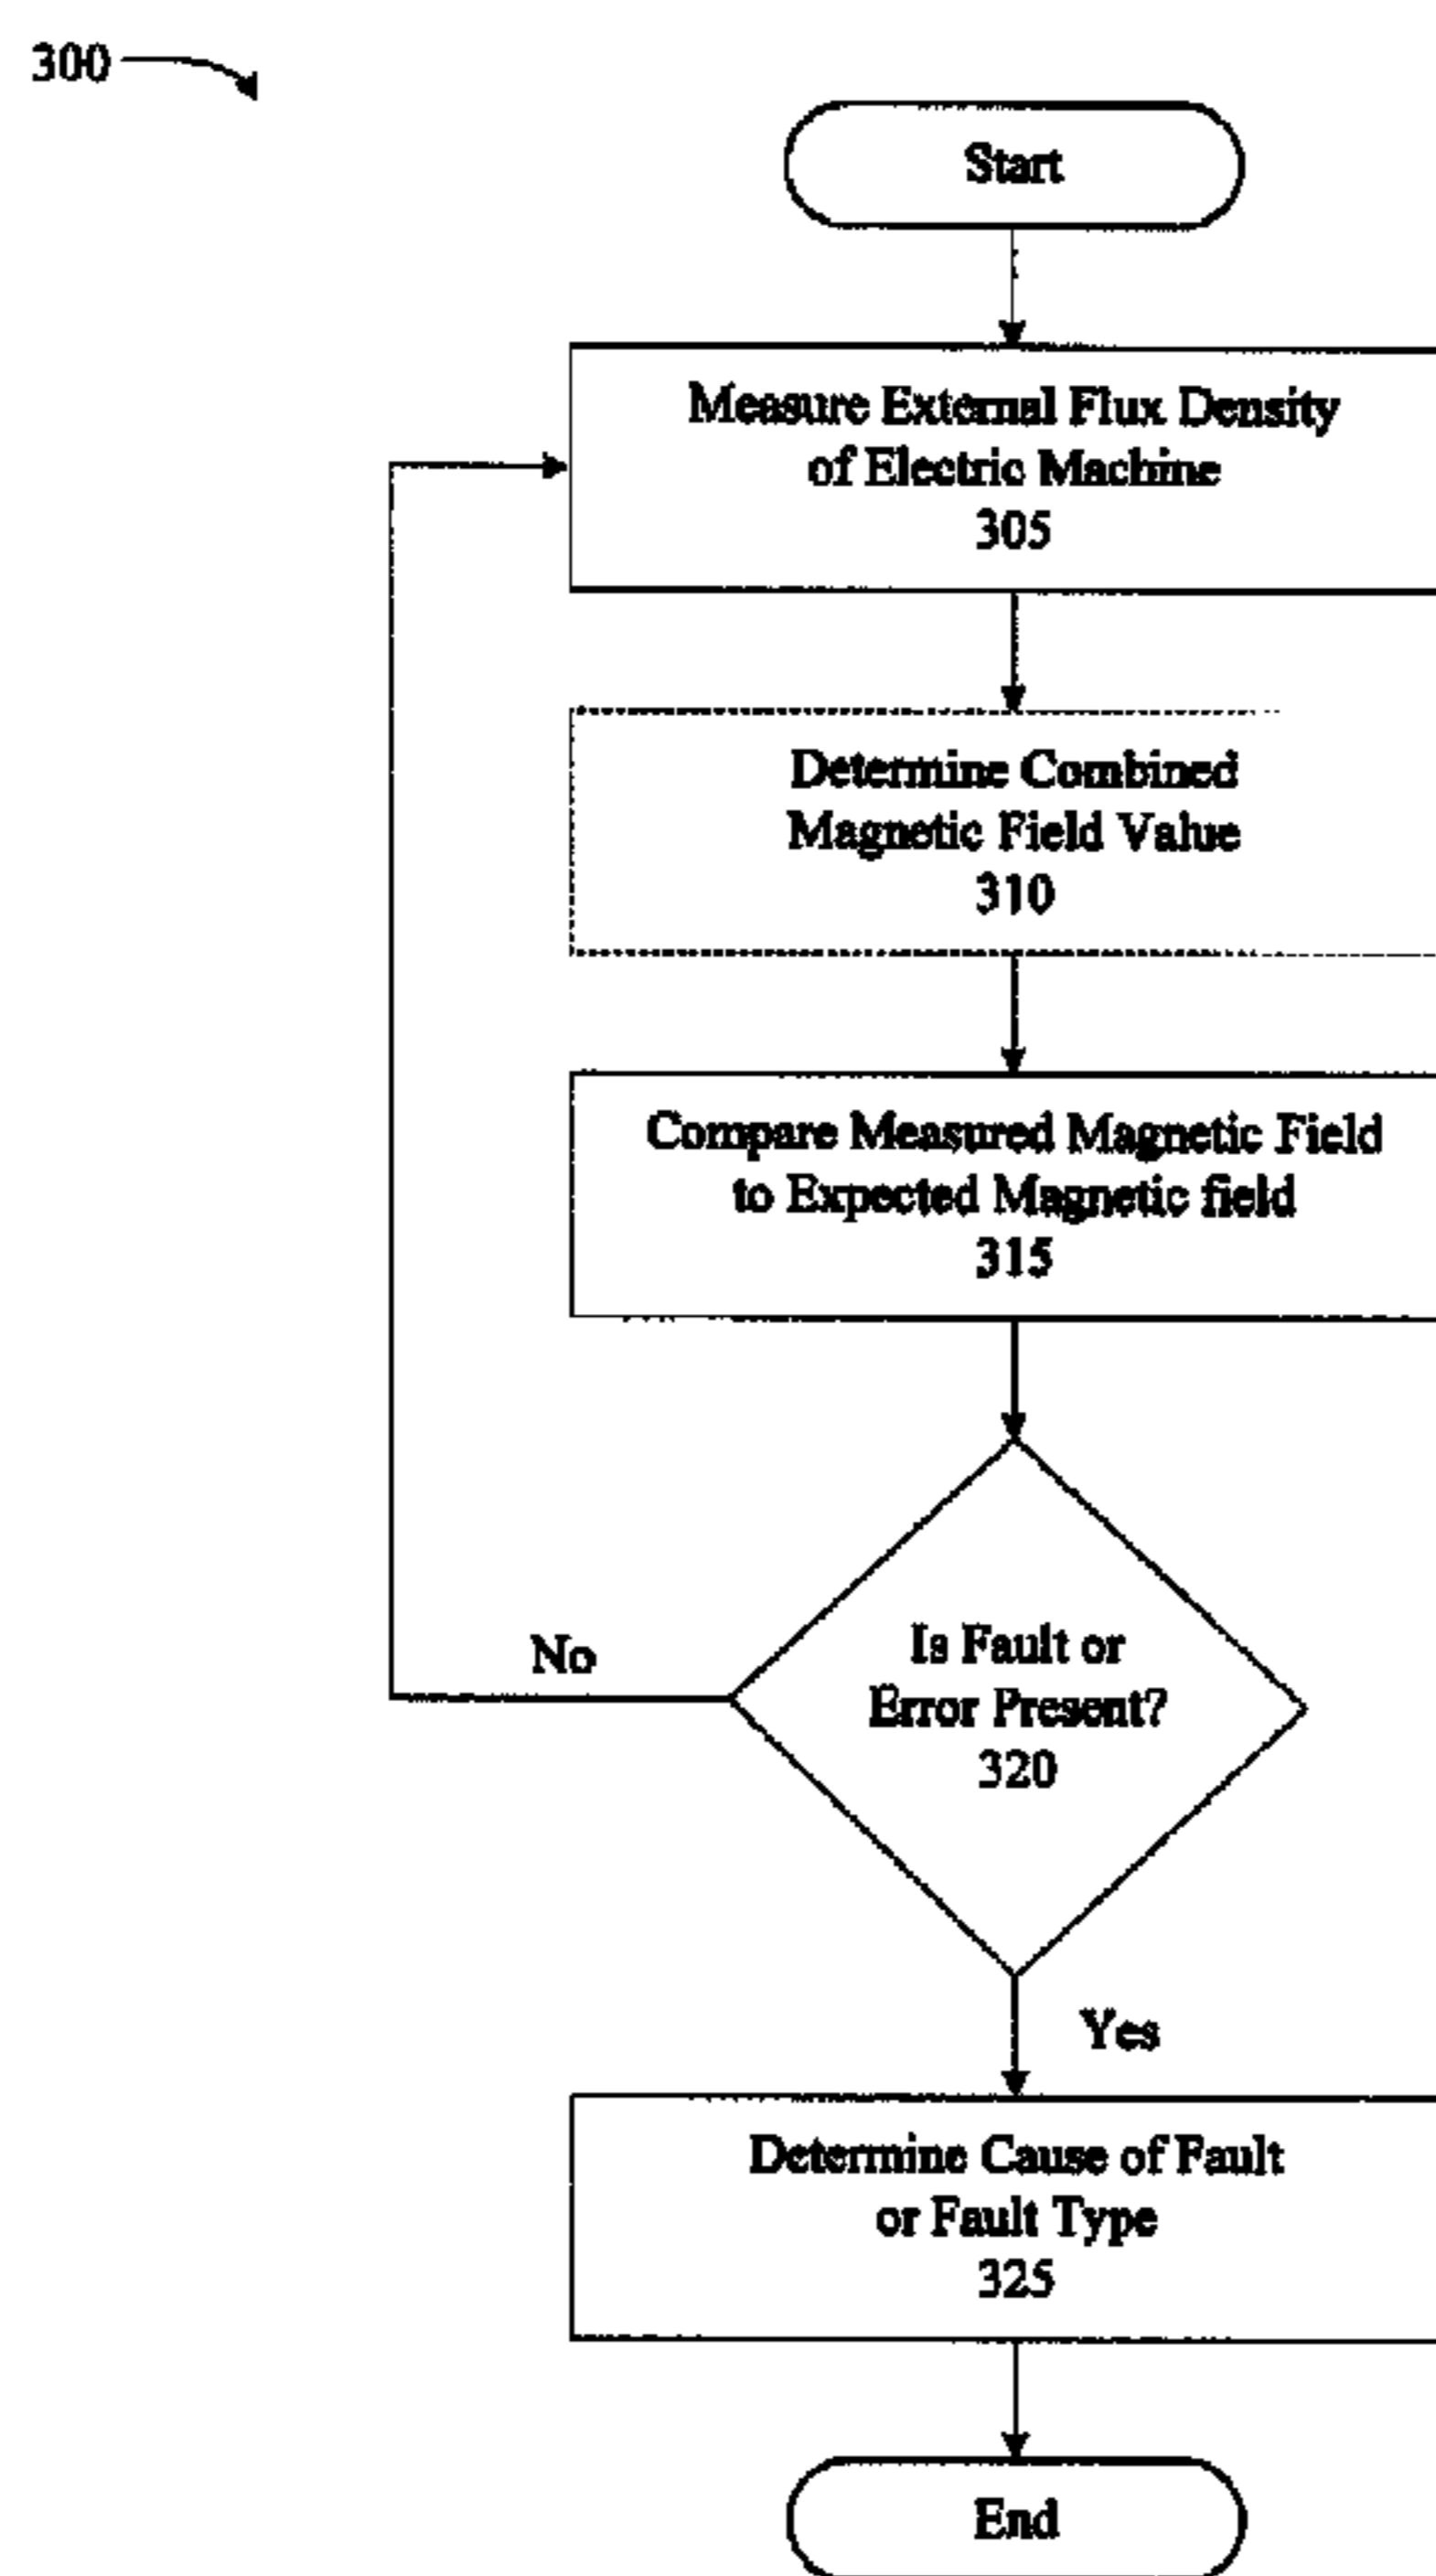 300
Start
Measure External Flux Density
of Electric Machine
305
Determine Combined
Magnetic Field Value
310
Compare Measured Magnetic Field
to Expected Magnetic field
315
Is Fault or
Error Present?
320
No
Yes
Determine Cause of Fault
or Fault Type
325
End